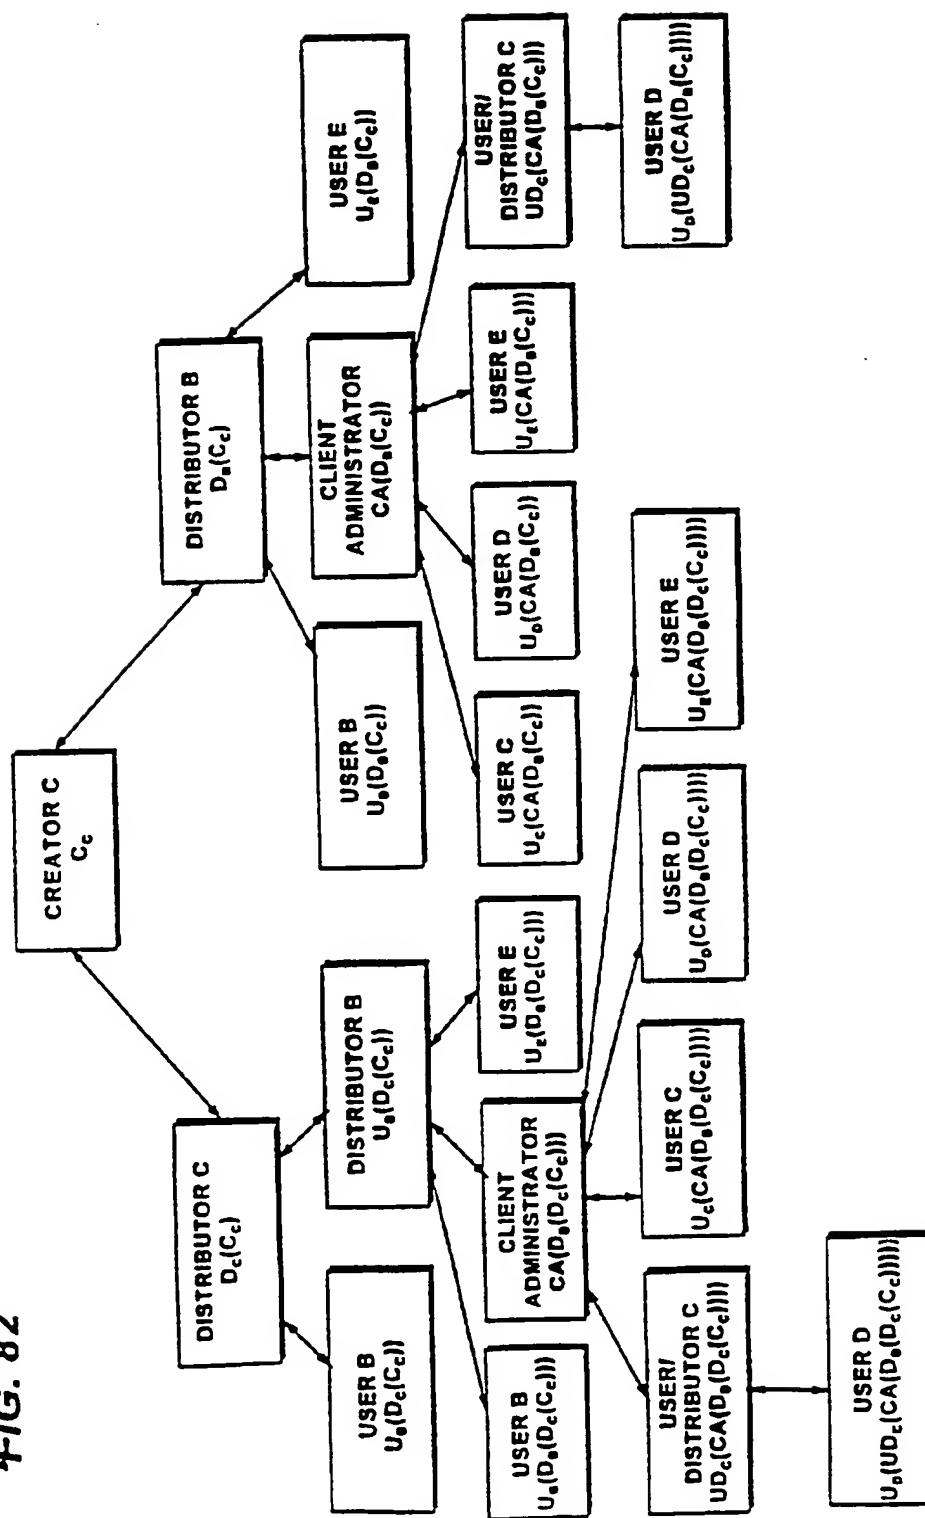 FIG. 82
CREATOR C
C_C
DISTRIBUTOR C
D_C(C_C)
DISTRIBUTOR B
D_B(C_C)
USER B
U_B(D_C(C_C))
DISTRIBUTOR B
U_B(D_C(C_C))
USER B
U_B(D_B(C_C))
CLIENT
ADMINISTRATOR
CA(D_B(C_C))
USER E
U_E(D_B(C_C))
USER B
U_B(D_B(D_C(C_C)))
CLIENT
ADMINISTRATOR
CA(D_B(D_C(C_C)))
USER E
U_E(D_B(D_C(C_C)))
USER C
U_C(CA(D_B(C_C))
USER D
U_D(CA(D_B(C_C))
USER E
U_E(CA(D_B(C_C)))
USER/
DISTRIBUTOR C
UD_C(CA(D_B(C_C)))
USER/
DISTRIBUTOR C
UD_C(CA(D_B(D_C(C_C))))
USER C
U_C(CA(D_B(D_C(C_C))))
USER D
U_D(CA(D_B(D_C(C_C))))
USER E
U_E(CA(D_B(D_C(C_C))))
USER D
U_D(UD_C(CA(D_B(C_C))))
USER D
U_D(UD_C(CA(D_B(D_C(C_C)))))